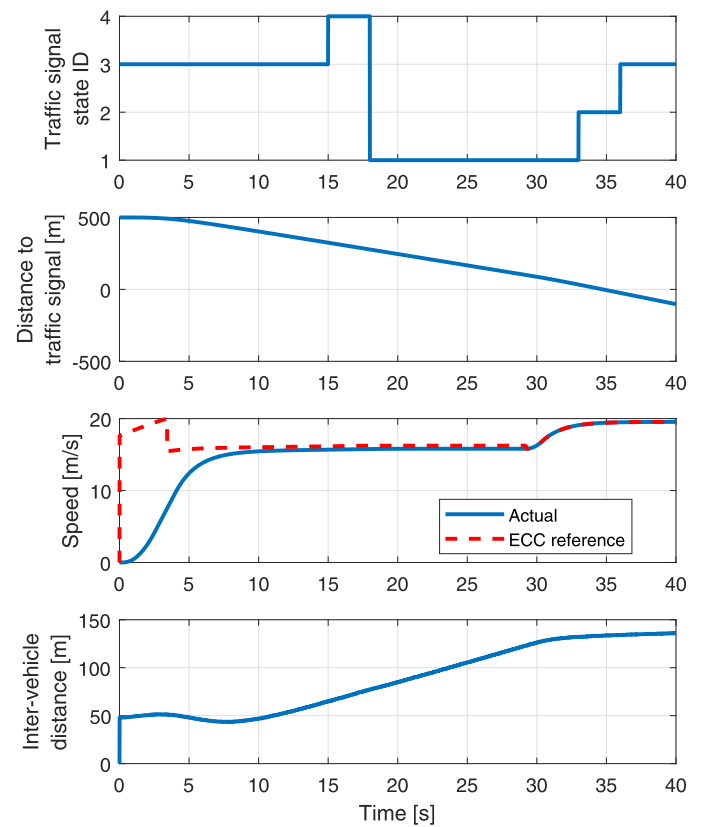 Traffic signal
state ID
4
3
2
1
0 5 10 15 20 25 30 35 40
Distance to
traffic signal [m]
500
0
-500
0 5 10 15 20 25 30 35 40
Speed [m/s]
20
10
0
Actual
ECC reference
0 5 10 15 20 25 30 35 40
Inter-vehicle
distance [m]
150
100
50
0
0 5 10 15 20 25 30 35 40
Time [s]